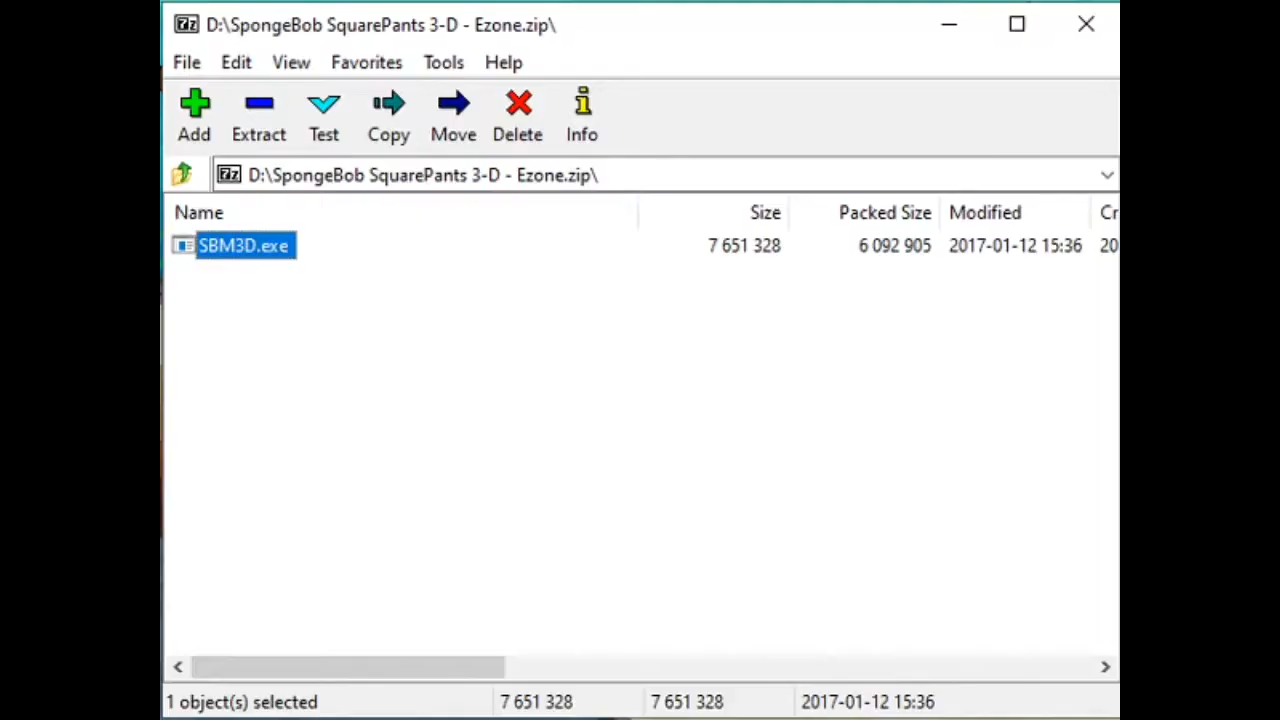 D:\SpongeBob SquarePants 3-D - Ezone.zip\
File Edit View Favorites Tools Help
Add Extract Test Copy Move Delete Info
D:\SpongeBob SquarePants 3-D - Ezone.zip\
Name Size Packed Size Modified Cr
SBM3D.exe 7 651 328 6 092 905 2017-01-12 15:36 20
1 object(s) selected 7 651 328 7 651 328 2017-01-12 15:36